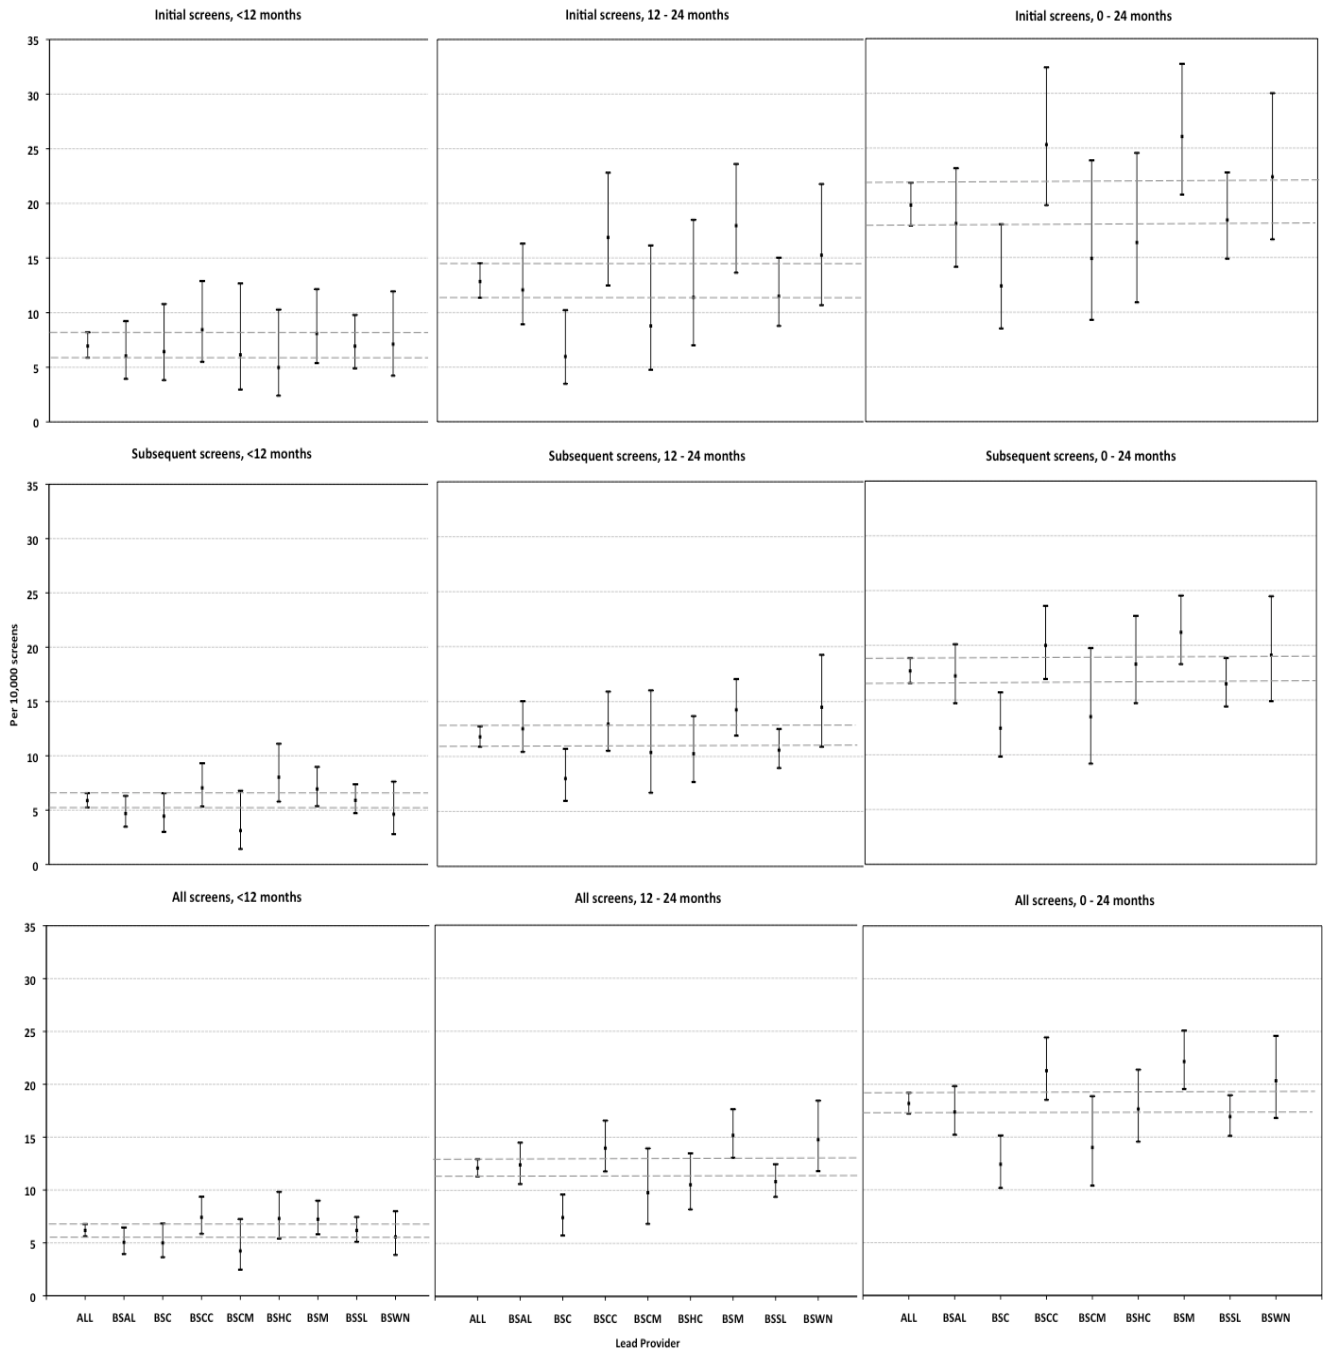 Initial screens, <12 months
Initial screens, 12 - 24 months
Initial screens, 0 - 24 months
35
30
25
20
15
10
5
0
Subsequent screens, <12 months
Subsequent screens, 12 - 24 months
Subsequent screens, 0 - 24 months
35
30
25
20
15
10
5
0
Per 10,000 screens
All screens, <12 months
All screens, 12 - 24 months
All screens, 0 - 24 months
35
30
25
20
15
10
5
0
ALL BSAL BSC BSCC BSCM BSHC BSM BSSL BSWN
ALL BSAL BSC BSCC BSCM BSHC BSM BSSL BSWN
ALL BSAL BSC BSCC BSCM BSHC BSM BSSL BSWN
Lead Provider